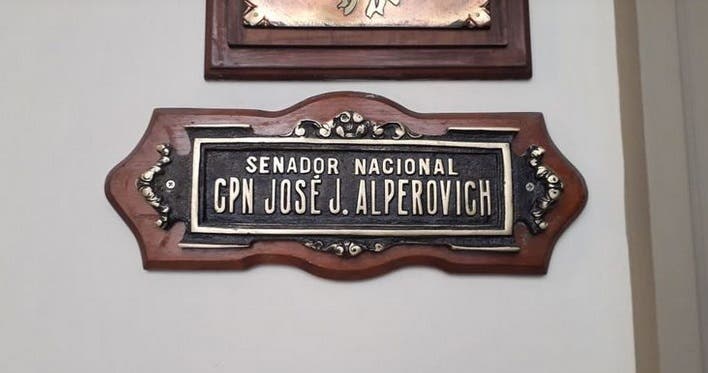 SENADOR NACIONAL
CPN JOSÉ J. ALPEROVICH